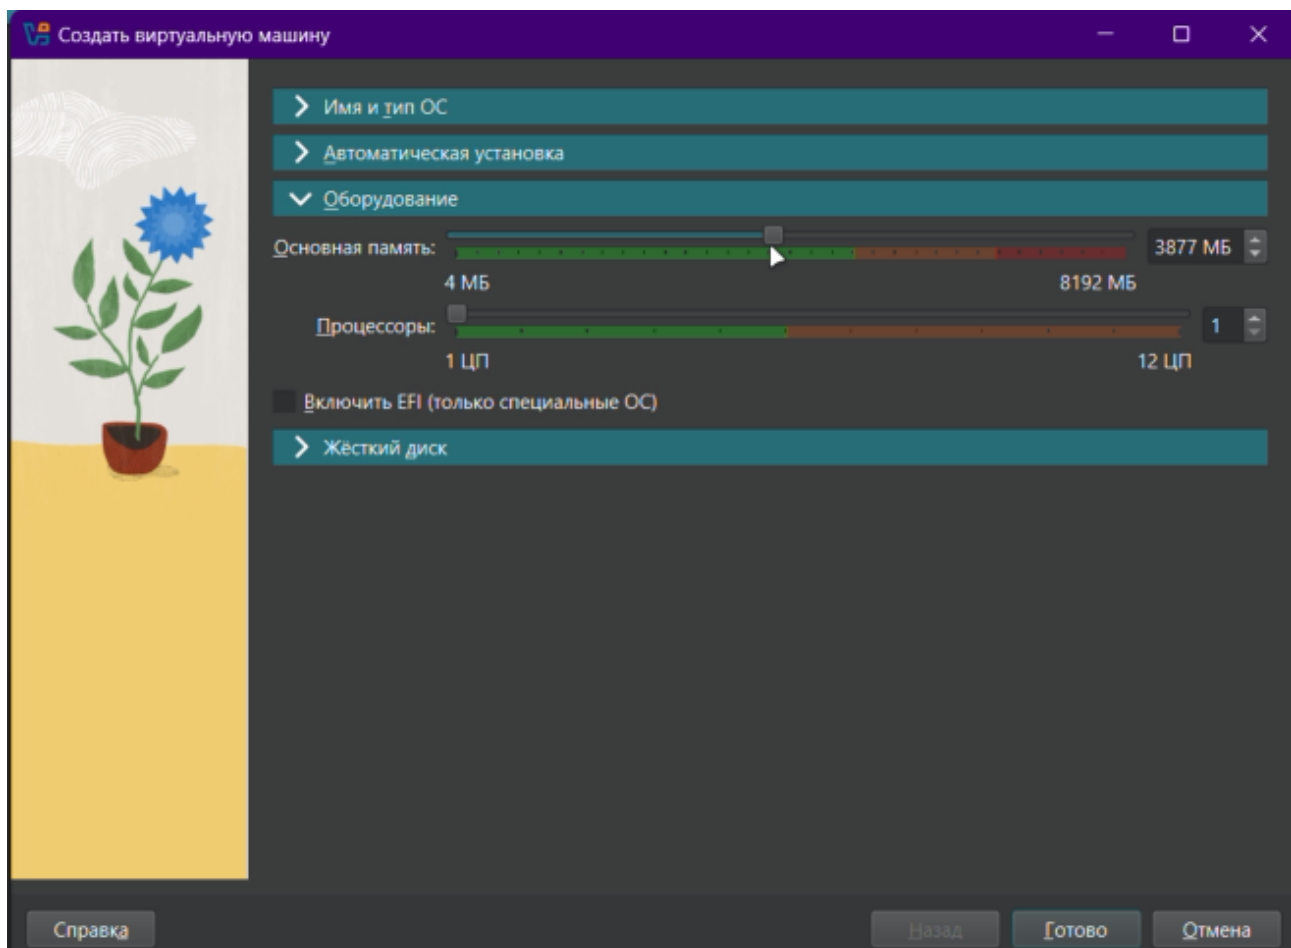 Создать виртуальную машину
Имя и тип ОС
Автоматическая установка
Оборудование
Основная память: 3877 МБ
4 МБ 8192 МБ
Процессоры: 1
1 ЦП 12 ЦП
Включить EFI (только специальные ОС)
Жёсткий диск
Справка Назад Готово Отмена